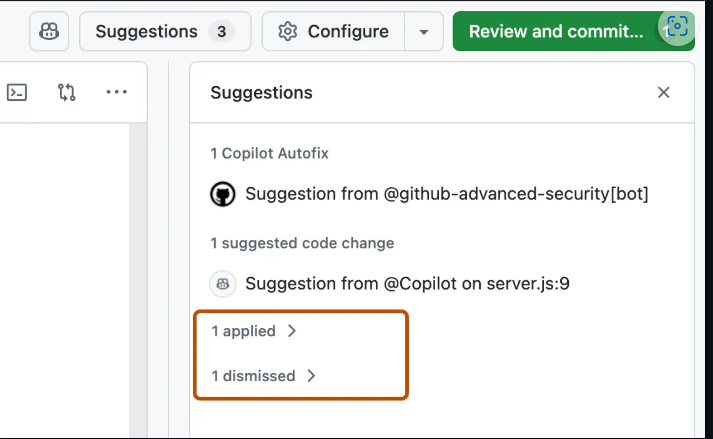 Suggestions 3
Configure
Review and commit... 1
Suggestions
1 Copilot Autofix
Suggestion from @github-advanced-security[bot]
1 suggested code change
Suggestion from @Copilot on server.js:9
1 applied
1 dismissed